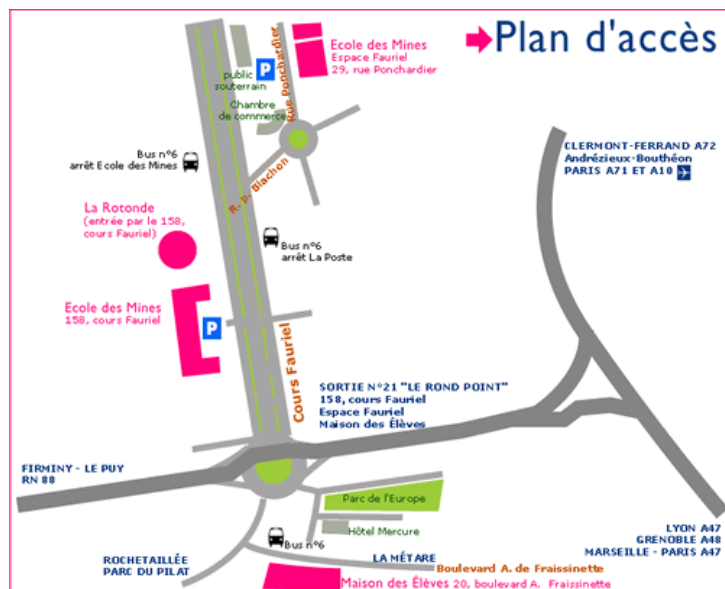 Plan d'accès
Ecole des Mines
Espace Fauriel
29, rue Ponchardier
P
public
souterrain
Rue Ponchardier
Chambre
de commerce
Bus n°6
arrêt Ecole des Mines
R. P. Blachon
CLERMONT-FERRAND A72
Andrézieux-Bouthéon
PARIS A71 ET A10
La Rotonde
(entrée par le 158,
cours Fauriel)
Bus n°6
arrêt La Poste
Ecole des Mines
158, cours Fauriel
P
Cours Fauriel
SORTIE N°21 "LE ROND POINT"
158, cours Fauriel
Espace Fauriel
Maison des Élèves
FIRMINY - LE PUY
RN 88
Parc de l'Europe
Hôtel Mercure
LYON A47
GRENOBLE A48
MARSEILLE - PARIS A47
Bus n°6
ROCHETAILLÉE
PARC DU PILAT
LA MÉTARE
Boulevard A. de Fraissinette
Maison des Élèves 20, boulevard A. Fraissinette